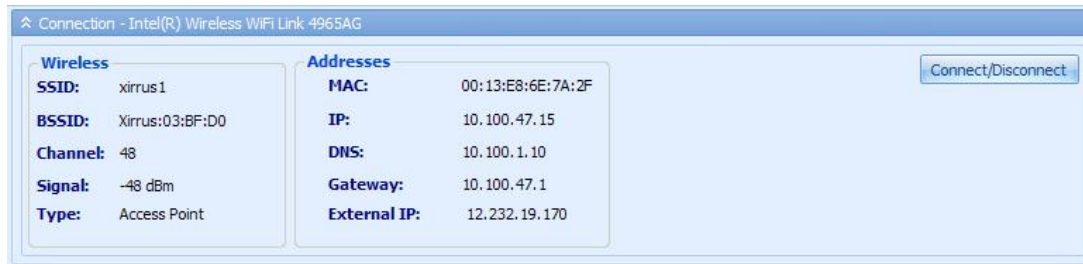 Connection - Intel(R) Wireless WiFi Link 4965AG
Wireless
SSID: xirrus1
BSSID: Xirrus:03:BF:D0
Channel: 48
Signal: -48 dBm
Type: Access Point
Addresses
MAC: 00:13:E8:6E:7A:2F
IP: 10.100.47.15
DNS: 10.100.1.10
Gateway: 10.100.47.1
External IP: 12.232.19.170
Connect/Disconnect